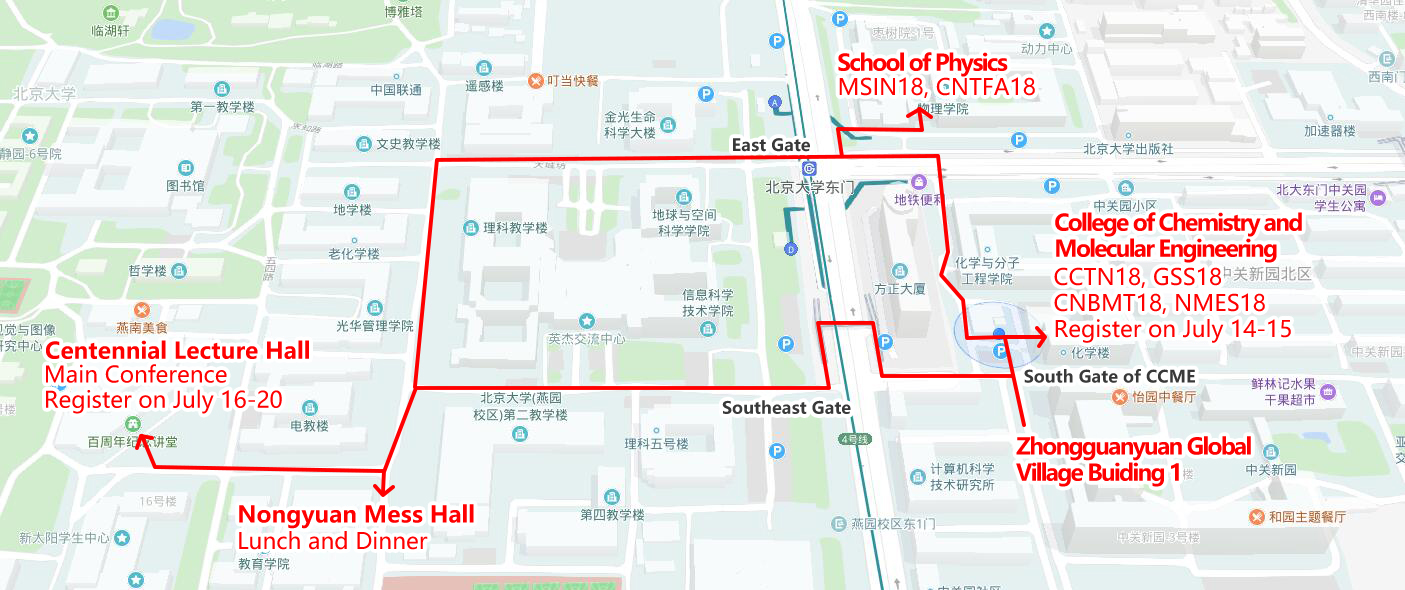 临湖轩
博雅塔
北京大学
第一教学楼
中国联通
遥感楼
叮当快餐
枣树院1号
动力中心
西南门
School of Physics
MSIN18, CNTFA18
物理学院
加速器楼
北京大学出版社
静园-6号院
图书馆
文史教学楼
金光生命
科学大楼
East Gate
北京大学东门
地铁便利
中关园小区
北大东门中关园
学生公寓
地学楼
老化学楼
五四路
理科教学楼
地球与空间
科学学院
哲学楼
燕南美食
光华管理学院
信息科学
技术学院
英杰交流中心
方正大厦
化学与分子
工程学院
College of Chemistry and
Molecular Engineering
CCTN18, GSS18
CNBMT18, NMES18
Register on July 14-15
中关新园北区
化学楼
视觉与图像
研究中心
Centennial Lecture Hall
Main Conference
Register on July 16-20
百周年纪念讲堂
电教楼
北京大学(燕园
校区)第二教学楼
Southeast Gate
South Gate of CCME
怡园中餐厅
鲜林记水果
干果超市
理科五号楼
4号线
Zhongguanyuan Global
Village Buiding 1
计算机科学
技术研究所
中关新园
16号楼
新太阳学生中心
Nongyuan Mess Hall
Lunch and Dinner
教育学院
第四教学楼
燕园校区东1门
和园主题餐厅
中关新园-3号楼
P
A
D